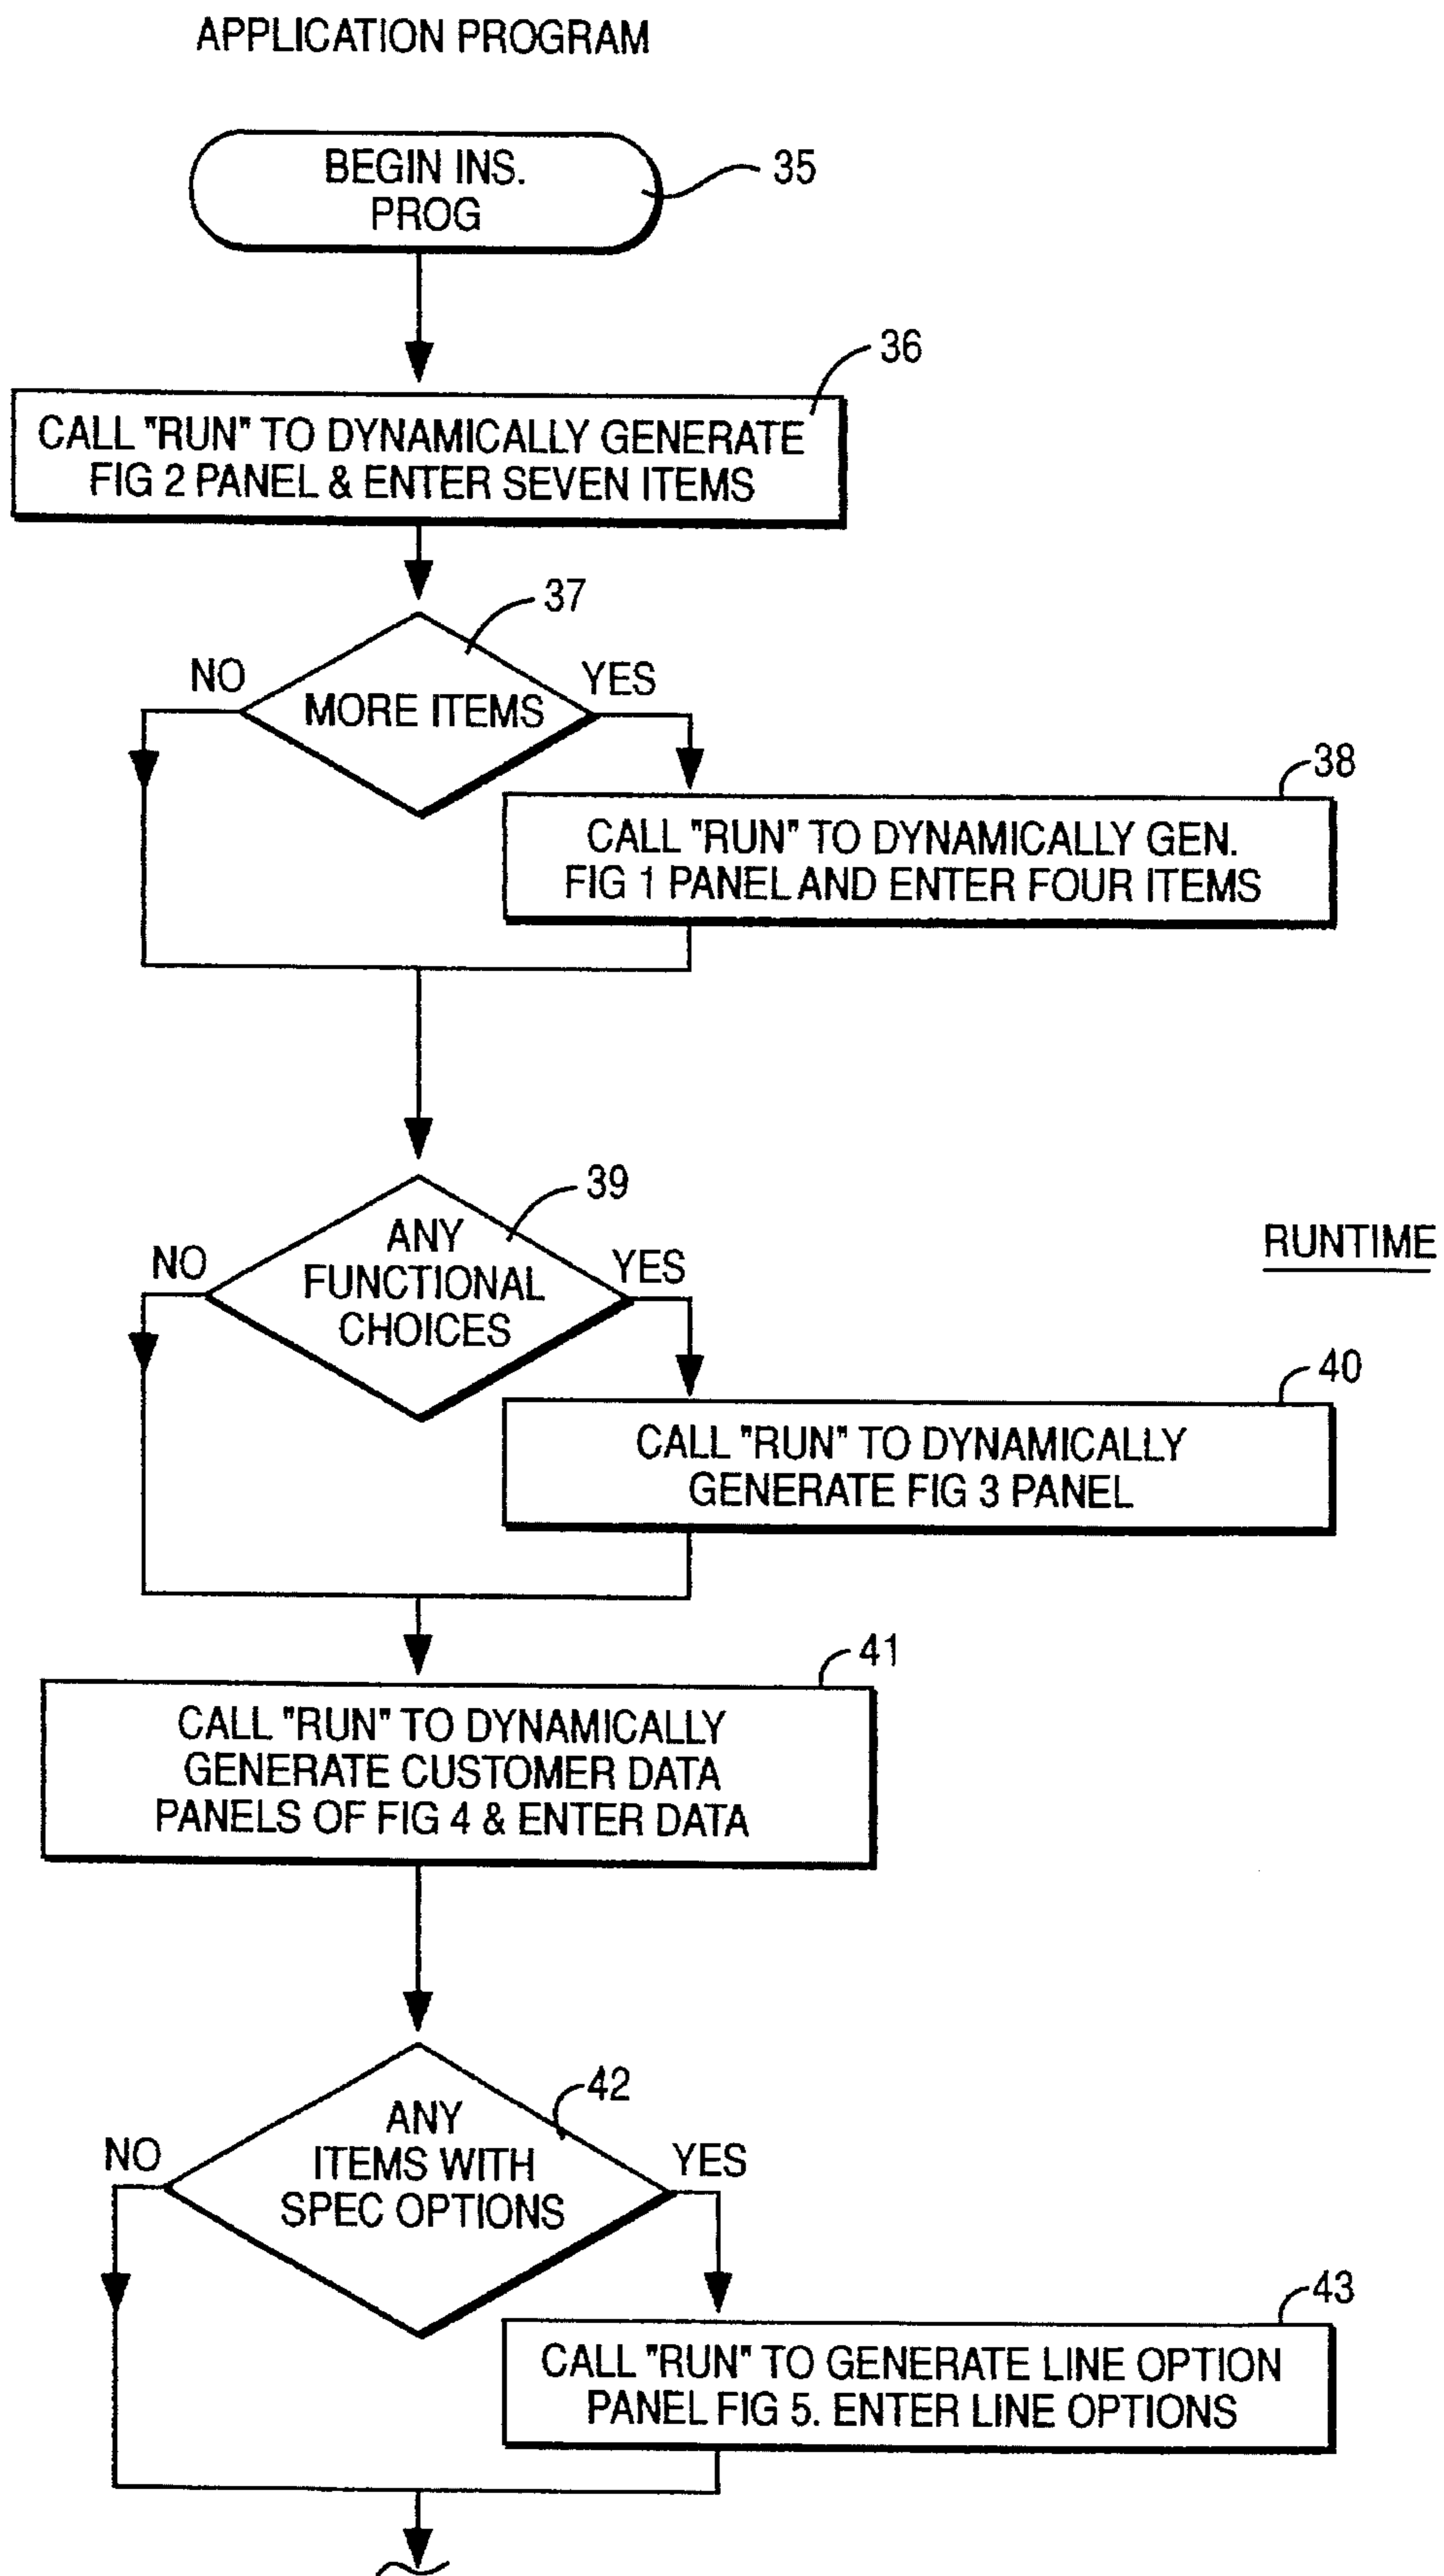 APPLICATION PROGRAM
BEGIN INS.
PROG
35
36
CALL "RUN" TO DYNAMICALLY GENERATE
FIG 2 PANEL & ENTER SEVEN ITEMS
37
NO
YES
MORE ITEMS
38
CALL "RUN" TO DYNAMICALLY GEN.
FIG 1 PANEL AND ENTER FOUR ITEMS
39
NO
ANY
FUNCTIONAL
CHOICES
YES
RUNTIME
40
CALL "RUN" TO DYNAMICALLY
GENERATE FIG 3 PANEL
41
CALL "RUN" TO DYNAMICALLY
GENERATE CUSTOMER DATA
PANELS OF FIG 4 & ENTER DATA
42
NO
ANY
ITEMS WITH
SPEC OPTIONS
YES
43
CALL "RUN" TO GENERATE LINE OPTION
PANEL FIG 5. ENTER LINE OPTIONS